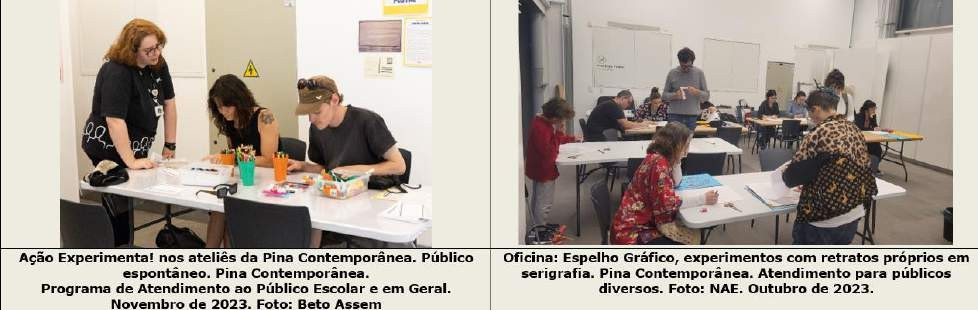 Ação Experimenta! nos ateliês da Pina Contemporânea. Público
espontâneo. Pina Contemporânea.
Programa de Atendimento ao Público Escolar e em Geral.
Novembro de 2023. Foto: Beto Assem
Oficina: Espelho Gráfico, experimentos com retratos próprios em
serigrafia. Pina Contemporânea. Atendimento para públicos
diversos. Foto: NAE. Outubro de 2023.